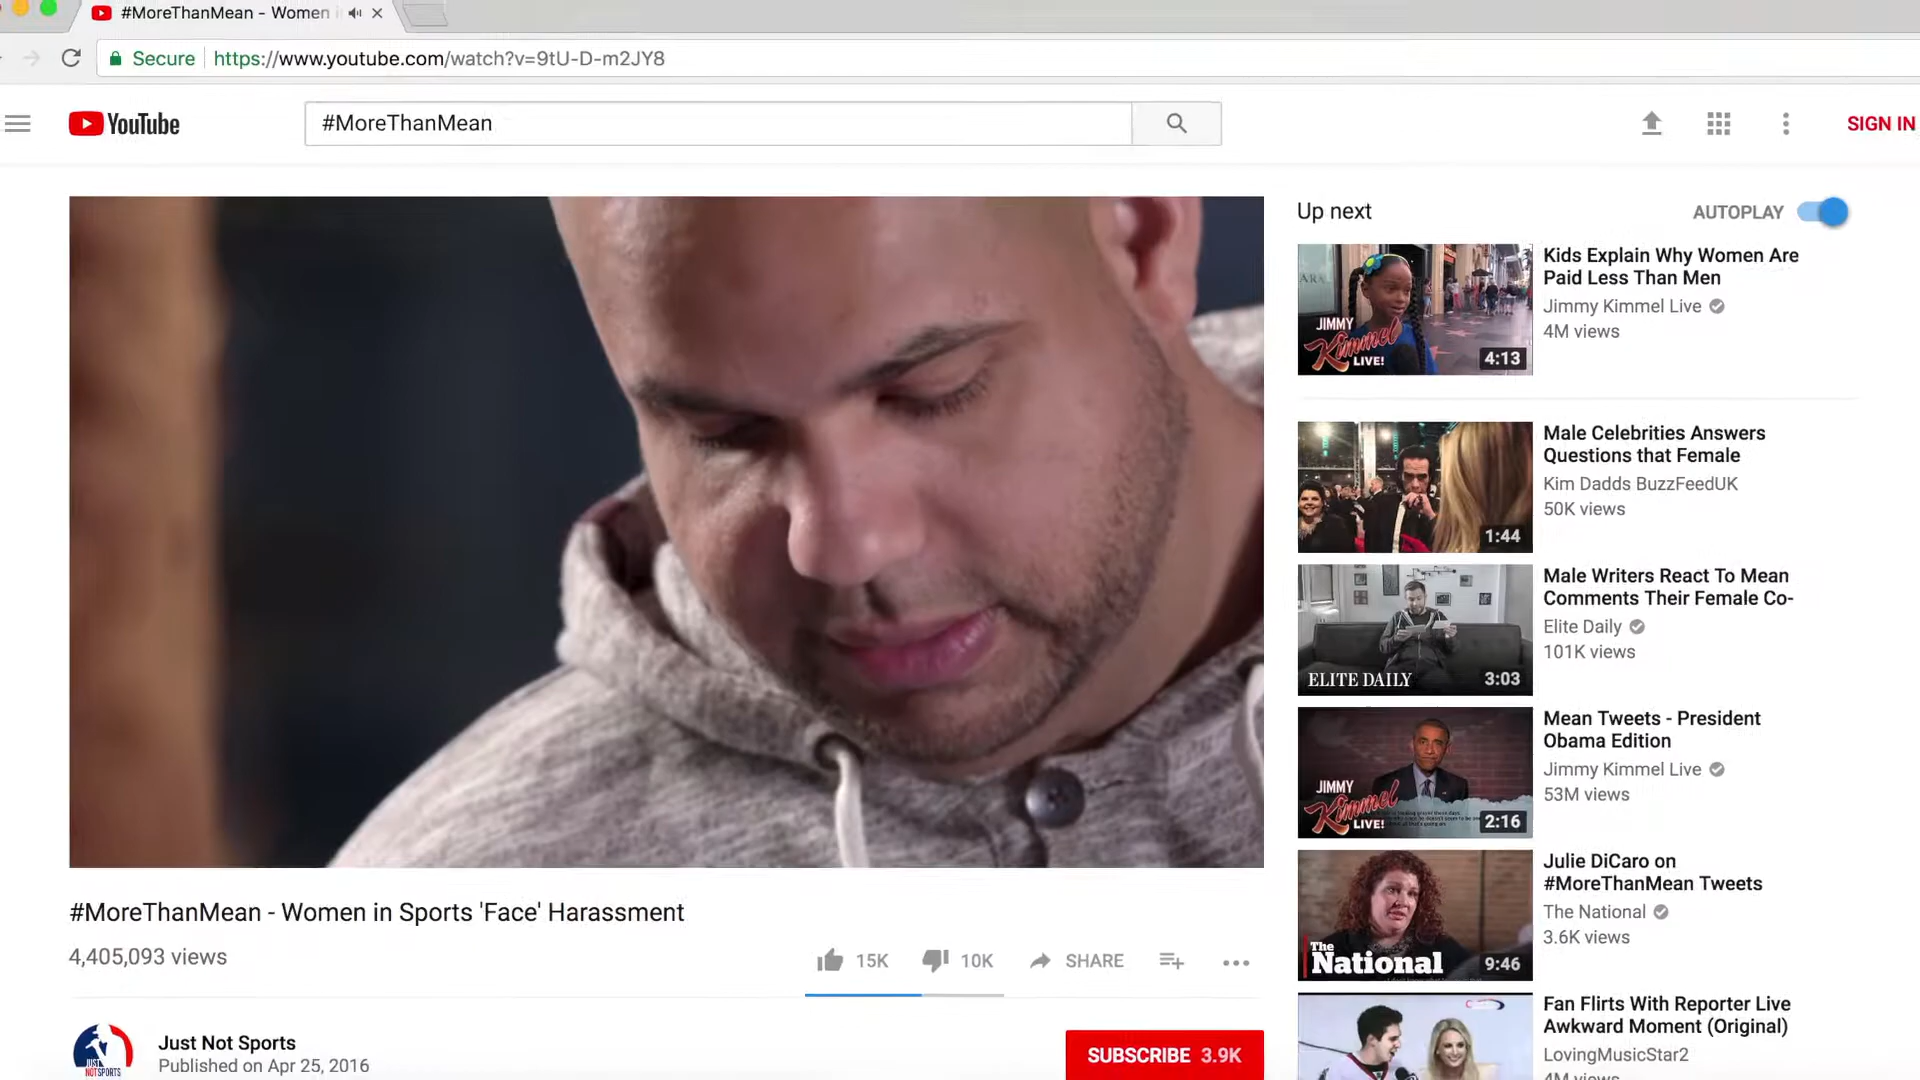 #MoreThanMean - Women
Secure
https://www.youtube.com/watch?v=9tU-D-m2JY8
YouTube
#MoreThanMean
SIGN IN
Up next
AUTOPLAY
Kids Explain Why Women Are
Paid Less Than Men
Jimmy Kimmel Live
4M views
JIMMY
Kimmel
LIVE!
4:13
Male Celebrities Answers
Questions that Female
Kim Dadds BuzzFeedUK
50K views
1:44
Male Writers React To Mean
Comments Their Female Co-
Elite Daily
101K views
ELITE DAILY
3:03
Mean Tweets - President
Obama Edition
Jimmy Kimmel Live
53M views
JIMMY
Kimmel
LIVE!
2:16
Julie DiCaro on
#MoreThanMean Tweets
The National
3.6K views
The
National
9:46
Fan Flirts With Reporter Live
Awkward Moment (Original)
LovingMusicStar2
4M views
#MoreThanMean - Women in Sports 'Face' Harassment
4,405,093 views
15K
10K
SHARE
Just Not Sports
Published on Apr 25, 2016
JUST
NOT SPORTS
SUBSCRIBE 3.9K